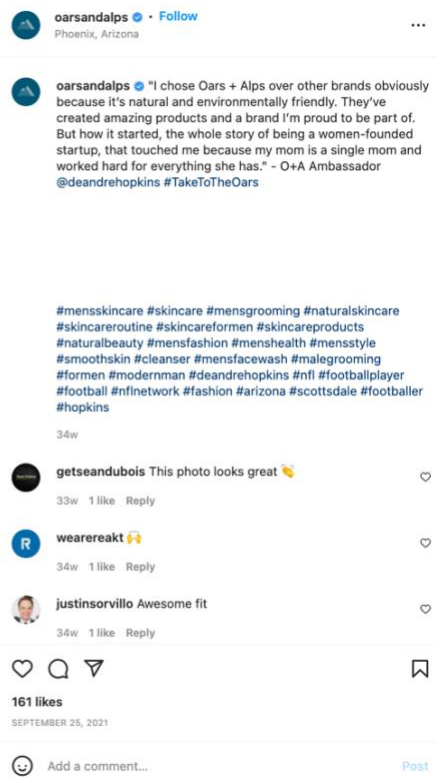 oarsandalps • Follow
Phoenix, Arizona
oarsandalps "I chose Oars + Alps over other brands obviously
because it's natural and environmentally friendly. They've
created amazing products and a brand I'm proud to be part of.
But how it started, the whole story of being a women-founded
startup, that touched me because my mom is a single mom and
worked hard for everything she has." - O+A Ambassador
@deandrehopkins #TakeToTheOars
#mensskincare #skincare #mensgrooming #naturalskincare
#skincareroutine #skincareformen #skincareproducts
#naturalbeauty #mensfashion #menshealth #mensstyle
#smoothskin #cleanser #mensfacewash #malegrooming
#formen #modernman #deandrehopkins #nfl #footballplayer
#football #nflnetwork #fashion #arizona #scottsdale #footballer
#hopkins
34w
getseandubois This photo looks great 👏
33w 1 like Reply
R
wearereakt 🙌
34w 1 like Reply
justinsorvillo Awesome fit
34w 1 like Reply
161 likes
SEPTEMBER 25, 2021
Add a comment...
Post